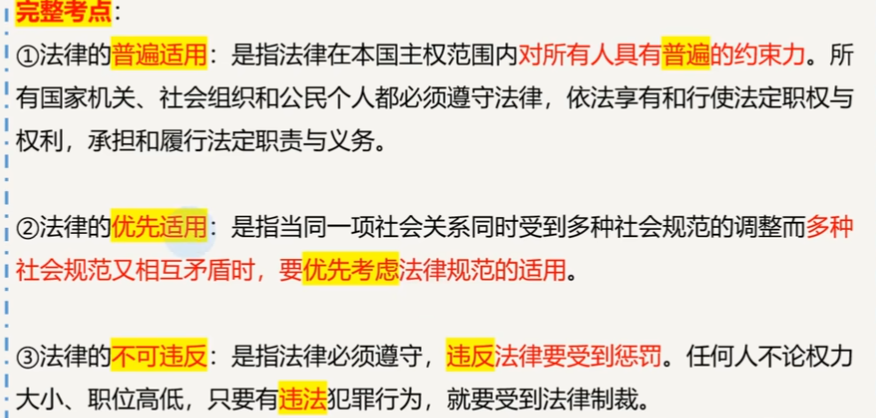 完整考点：
①法律的普遍适用：是指法律在本国主权范围内对所有人具有普遍的约束力。所
有国家机关、社会组织和公民个人都必须遵守法律，依法享有和行使法定职权与
权利，承担和履行法定职责与义务。
②法律的优先适用：是指当同一项社会关系同时受到多种社会规范的调整而多种
社会规范又相互矛盾时，要优先考虑法律规范的适用。
③法律的不可违反：是指法律必须遵守，违反法律要受到惩罚。任何人不论权力
大小、职位高低，只要有违法犯罪行为，就要受到法律制裁。